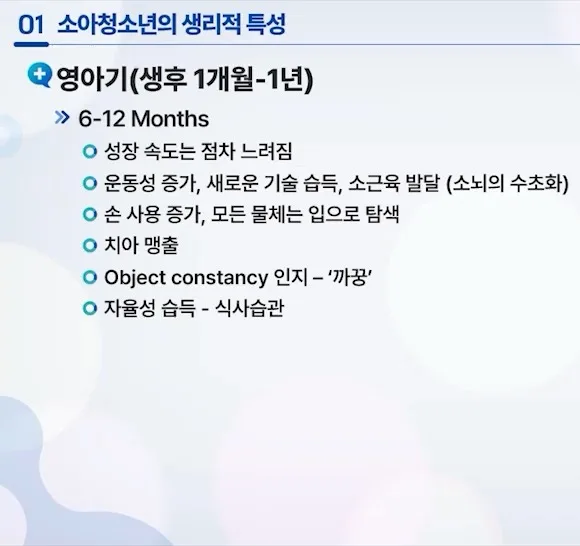 01 소아청소년의 생리적 특성
영아기(생후 1개월-1년)
6-12 Months
성장 속도는 점차 느려짐
운동성 증가, 새로운 기술 습득, 소근육 발달 (소뇌의 수초화)
손 사용 증가, 모든 물체는 입으로 탐색
치아 맹출
Object constancy 인지 – ‘까꿍’
자율성 습득 - 식사습관